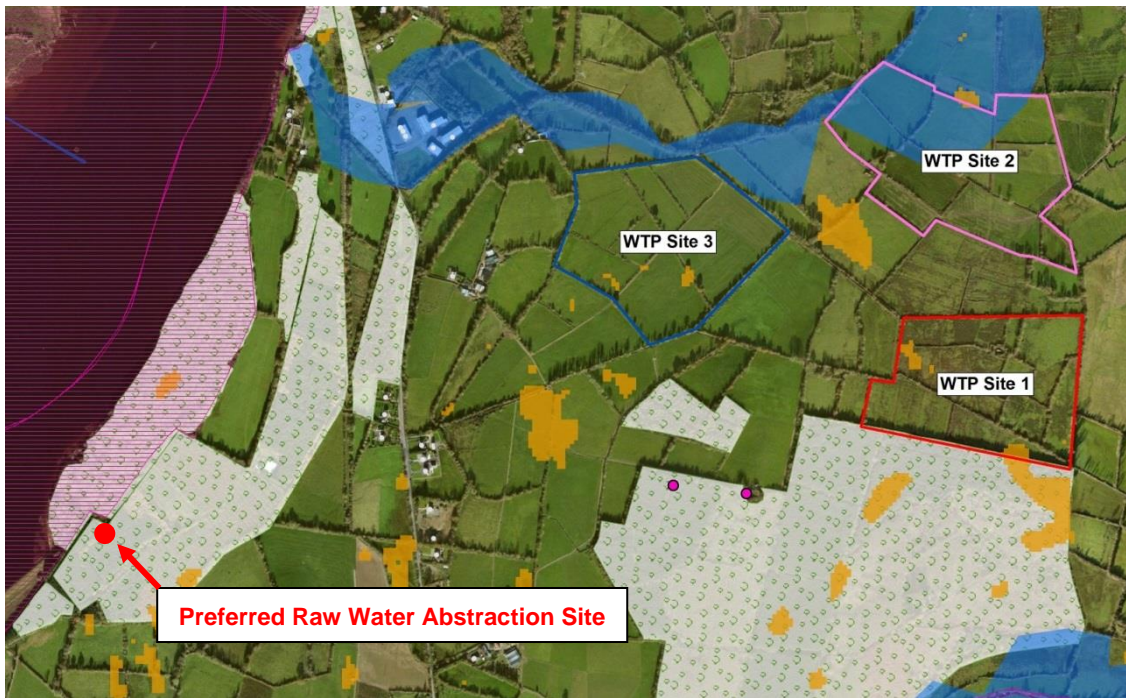 WTP Site 2
WTP Site 3
WTP Site 1
Preferred Raw Water Abstraction Site